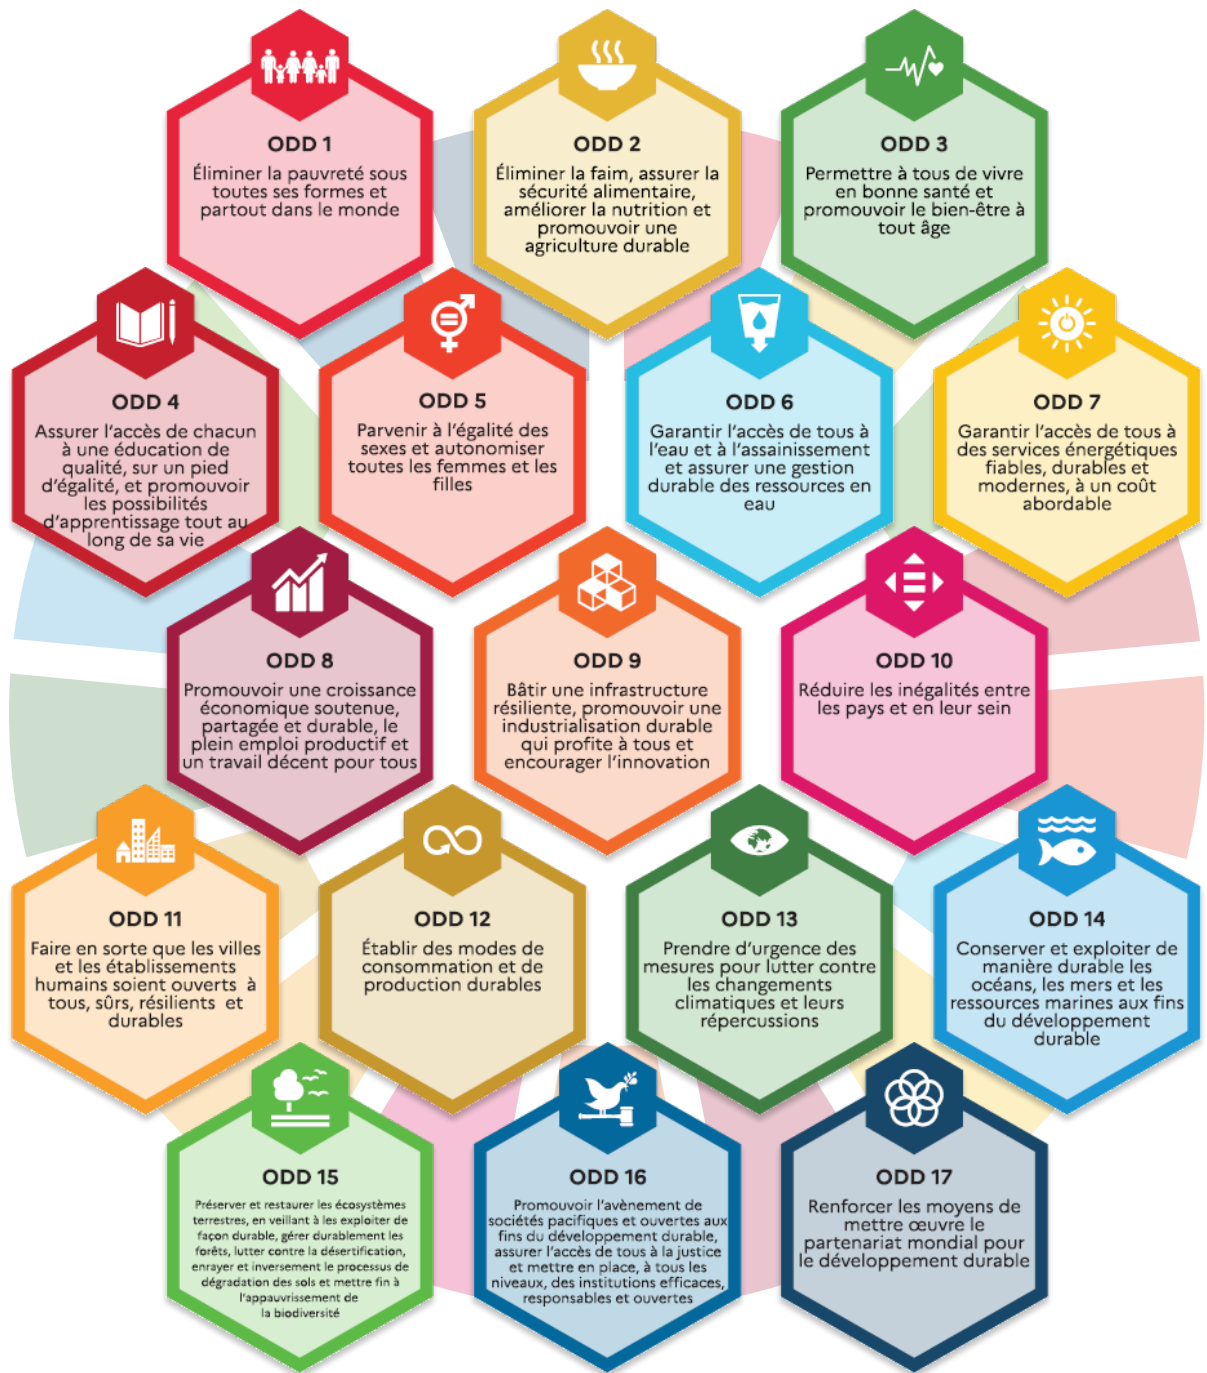 ODD 1
Éliminer la pauvreté sous
toutes ses formes et
partout dans le monde
ODD 2
Éliminer la faim, assurer la
sécurité alimentaire,
améliorer la nutrition et
promouvoir une
agriculture durable
ODD 3
Permettre à tous de vivre
en bonne santé et
promouvoir le bien-être à
tout âge
ODD 4
Assurer l’accès de chacun
à une éducation de
qualité, sur un pied
d’égalité, et promouvoir
les possibilités
d’apprentissage tout au
long de sa vie
ODD 5
Parvenir à l’égalité des
sexes et autonomiser
toutes les femmes et les
filles
ODD 6
Garantir l’accès de tous à
l’eau et à l’assainissement
et assurer une gestion
durable des ressources en
eau
ODD 7
Garantir l’accès de tous à
des services énergétiques
fiables, durables et
modernes, à un coût
abordable
ODD 8
Promouvoir une croissance
économique soutenue,
partagée et durable, le
plein emploi productif et
un travail décent pour tous
ODD 9
Bâtir une infrastructure
résiliente, promouvoir une
industrialisation durable
qui profite à tous et
encourager l’innovation
ODD 10
Réduire les inégalités entre
les pays et en leur sein
ODD 11
Faire en sorte que les villes
et les établissements
humains soient ouverts à
tous, sûrs, résilients et
durables
ODD 12
Établir des modes de
consommation et de
production durables
ODD 13
Prendre d’urgence des
mesures pour lutter contre
les changements
climatiques et leurs
répercussions
ODD 14
Conserver et exploiter de
manière durable les
océans, les mers et les
ressources marines aux fins
du développement
durable
ODD 15
Préserver et restaurer les écosystèmes
terrestres, en veillant à les exploiter de
façon durable, gérer durablement les
forêts, lutter contre la désertification,
enrayer et inversement le processus de
dégradation des sols et mettre fin à
l’appauvrissement de
la biodiversité
ODD 16
Promouvoir l’avènement de
sociétés pacifiques et ouvertes aux
fins du développement durable,
assurer l’accès de tous à la justice
et mettre en place, à tous les
niveaux, des institutions efficaces,
responsables et ouvertes
ODD 17
Renforcer les moyens de
mettre œuvre le
partenariat mondial pour
le développement durable